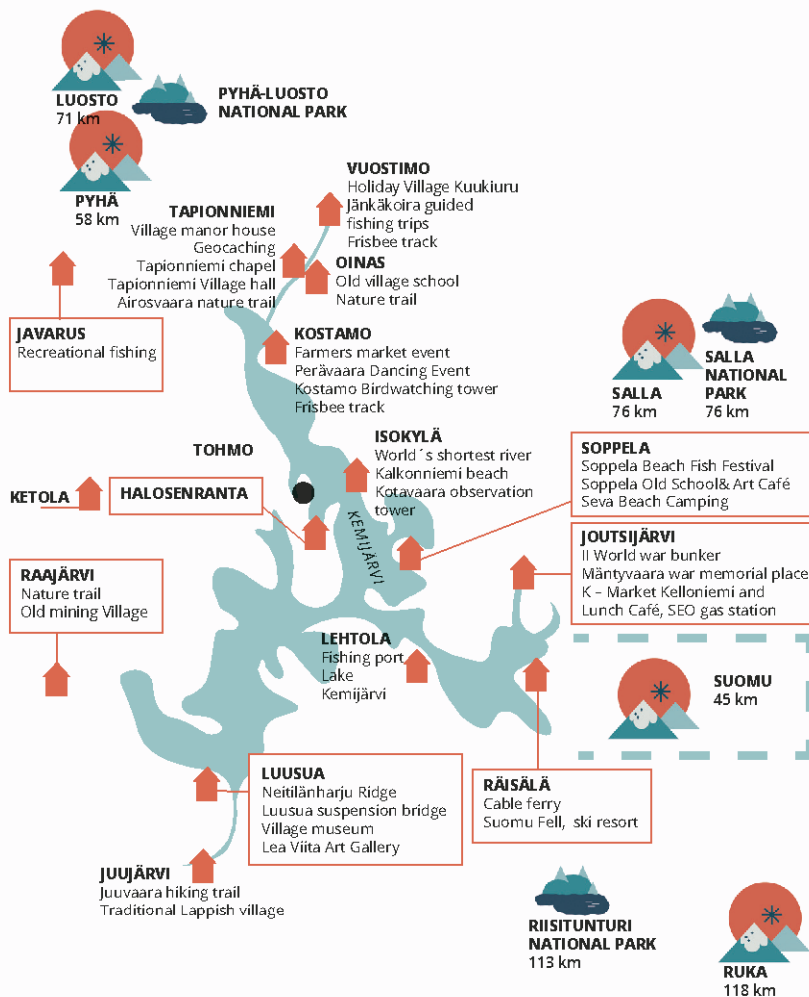 LUOSTO
71 km
PYHÄ-LUOSTO
NATIONAL PARK
PYHÄ
58 km
VUOSTIMO
Holiday Village Kuukiuru
Jänkäkoira guided
fishing trips
Frisbee track
TAPIONNIEMI
Village manor house
Geocaching
Tapionniemi chapel
Tapionniemi Village hall
Airosvaara nature trail
OINAS
Old village school
Nature trail
JAVARUS
Recreational fishing
KOSTAMO
Farmers market event
Perävaara Dancing Event
Kostamo Birdwatching tower
Frisbee track
SALLA
76 km
SALLA
NATIONAL
PARK
76 km
TOHMO
ISOKYLÄ
World´s shortest river
Kalkonniemi beach
Kotavaara observation
tower
SOPPELA
Soppela Beach Fish Festival
Soppela Old School& Art Café
Seva Beach Camping
KETOLA
HALOSENRANTA
KEMIJÄRVI
JOUTSIJÄRVI
II World war bunker
Mäntyvaara war memorial place
K – Market Kelloniemi and
Lunch Café, SEO gas station
RAAJÄRVI
Nature trail
Old mining Village
LEHTOLA
Fishing port
Lake
Kemijärvi
SUOMU
45 km
LUUSUA
Neitilänharju Ridge
Luusua suspension bridge
Village museum
Lea Viita Art Gallery
RÄISÄLÄ
Cable ferry
Suomu Fell, ski resort
JUUJÄRVI
Juuvaara hiking trail
Traditional Lappish village
RIISITUNTURI
NATIONAL PARK
113 km
RUKA
118 km